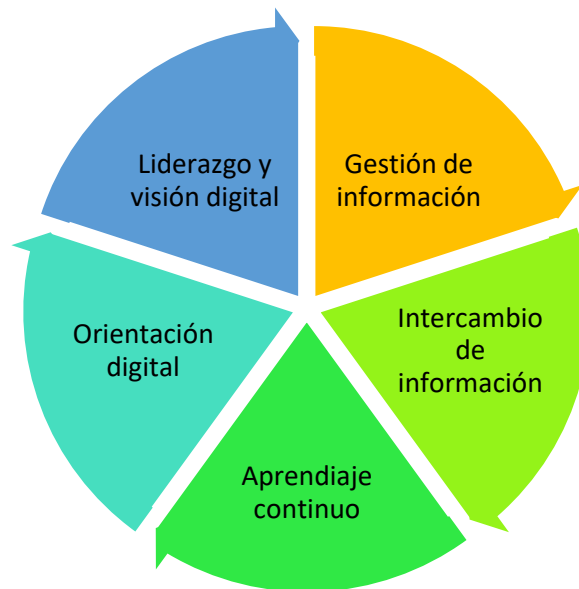 Liderazgo y
visión digital
Gestión de
información
Intercambio
de
información
Aprendiaje
continuo
Orientación
digital